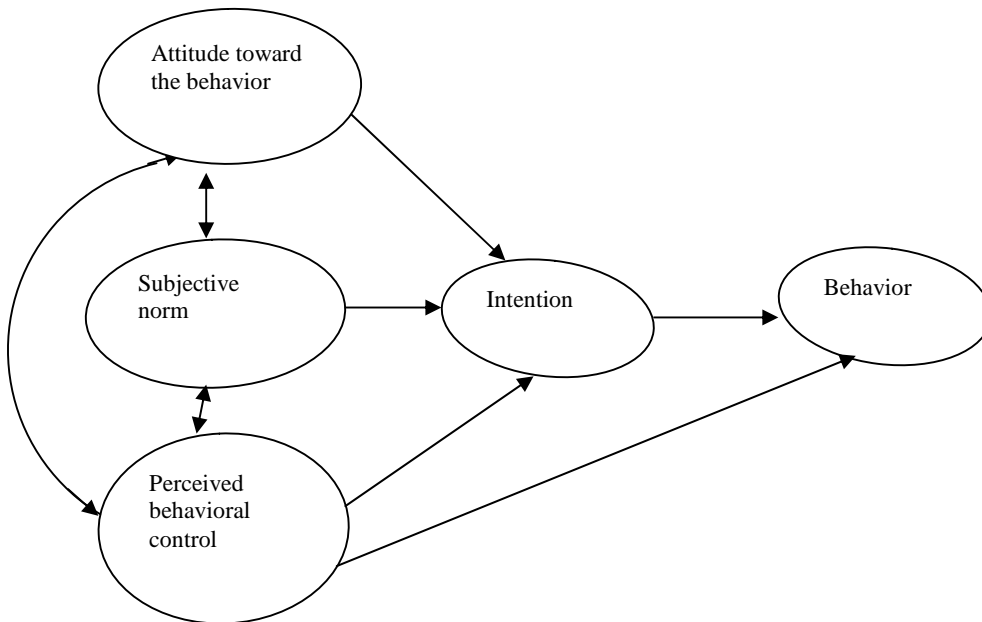 Attitude toward
the behavior
Subjective
norm
Intention
Behavior
Perceived
behavioral
control